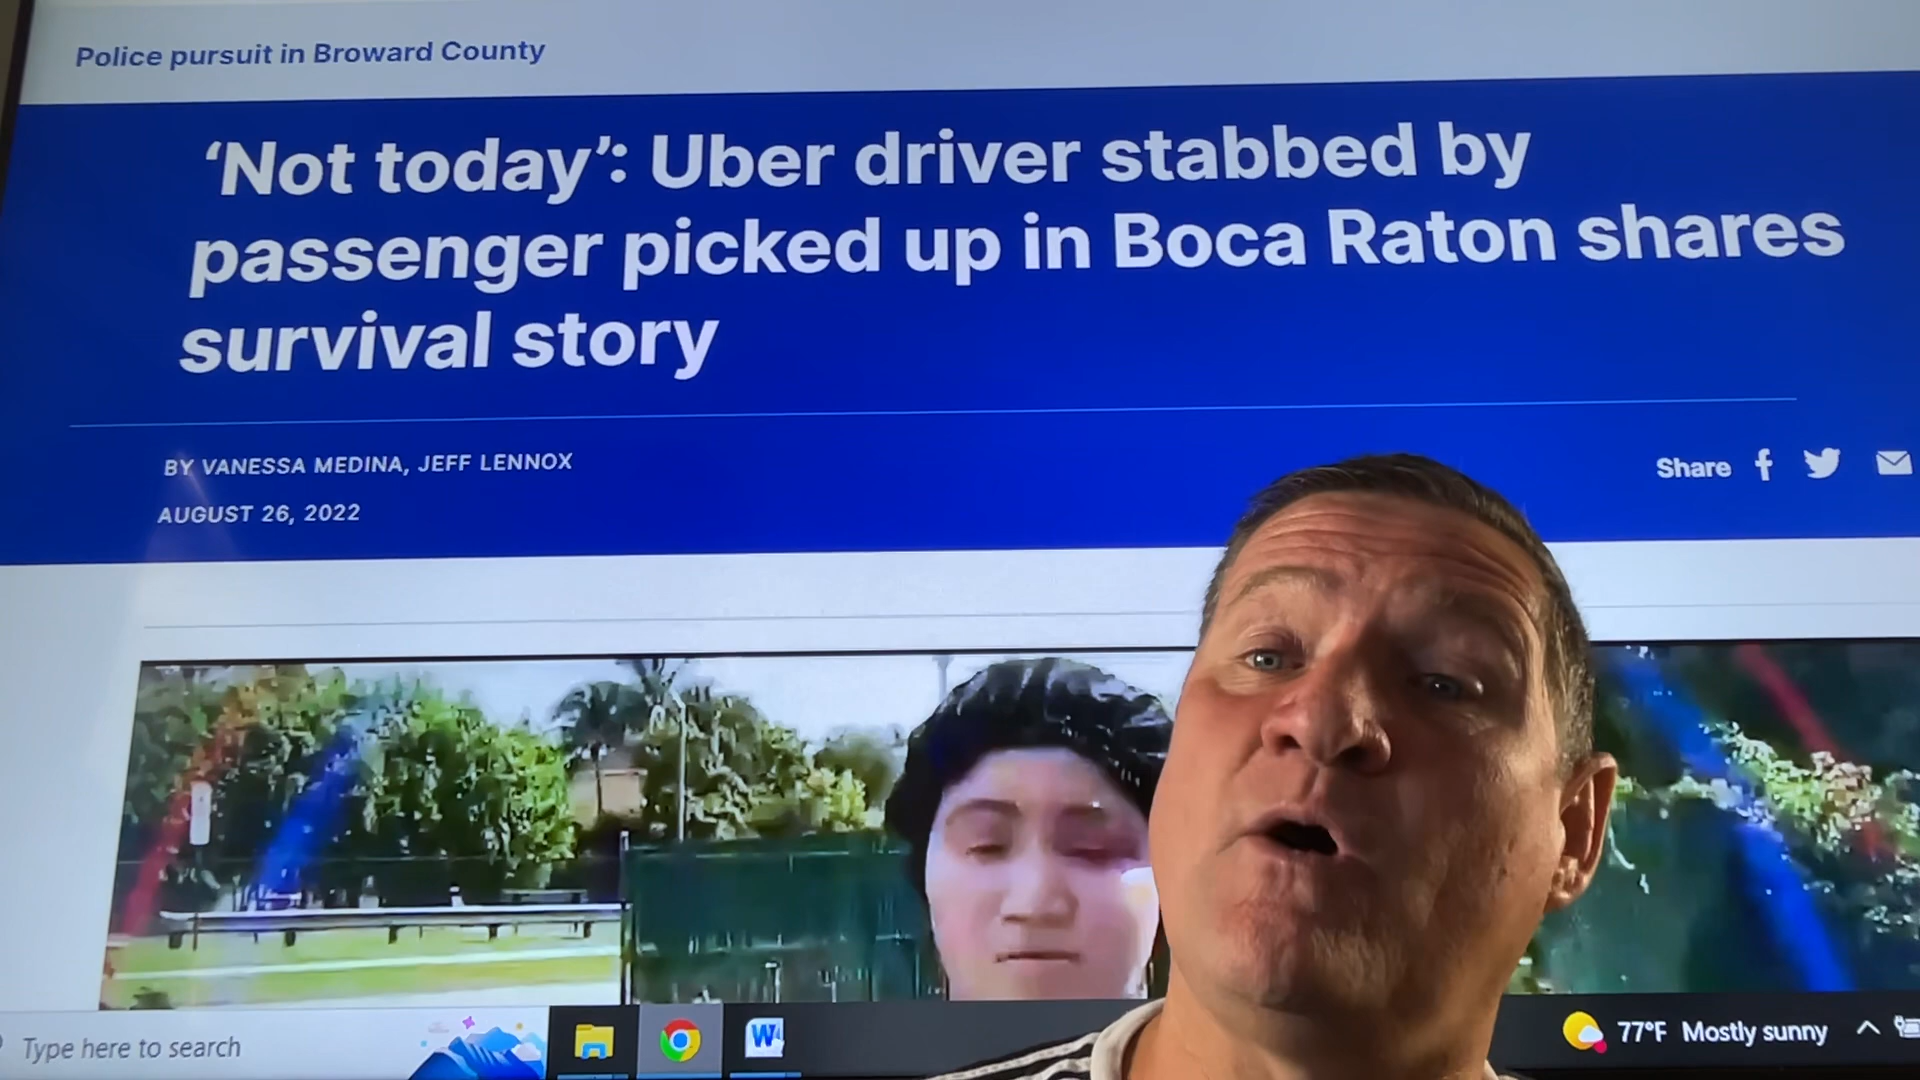 Police pursuit in Broward County
‘Not today’: Uber driver stabbed by
passenger picked up in Boca Raton shares
survival story
BY VANESSA MEDINA, JEFF LENNOX
AUGUST 26, 2022
Share
Type here to search
W
77°F Mostly sunny